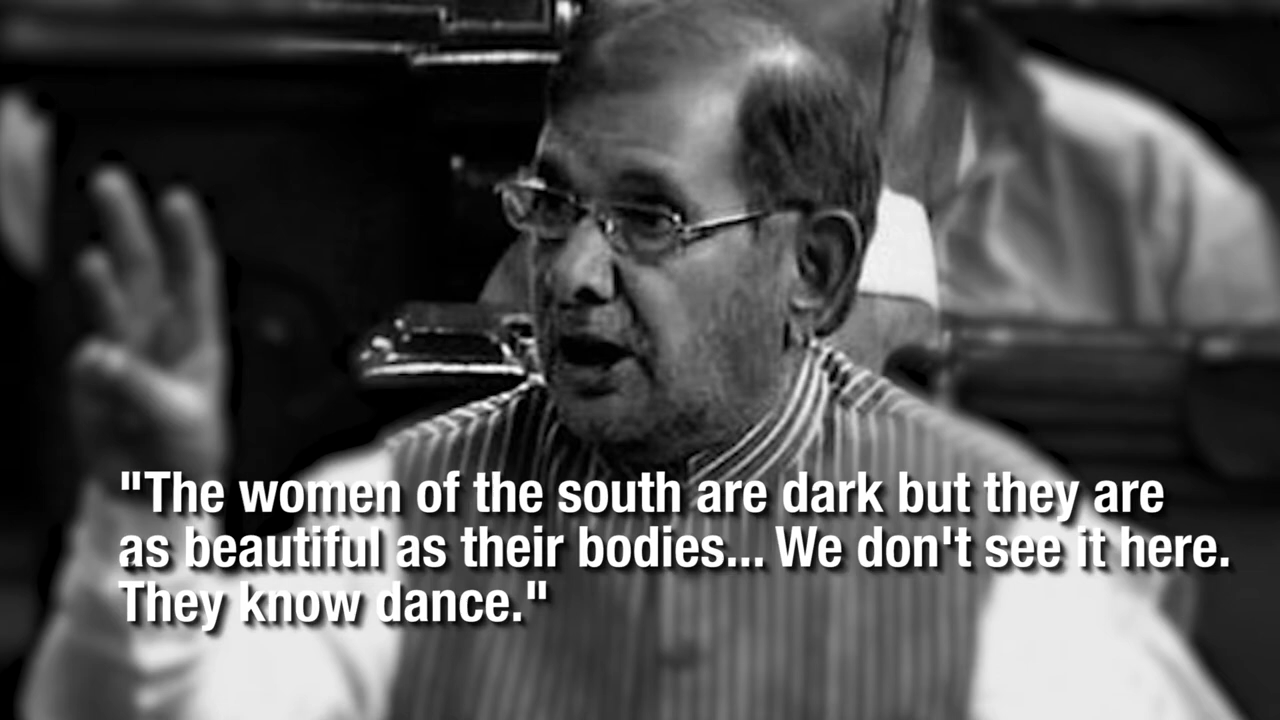 "The women of the south are dark but they are
as beautiful as their bodies... We don't see it here.
They know dance."